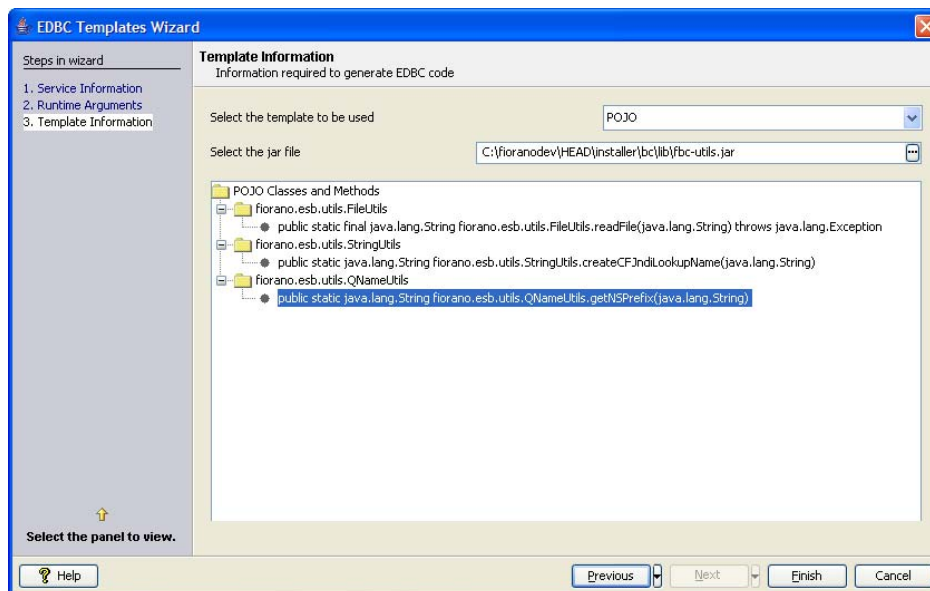 EDBC Templates Wizard
Steps in wizard
1. Service Information
2. Runtime Arguments
3. Template Information
Select the panel to view.
Template Information
Information required to generate EDBC code
Select the template to be used
POJO
Select the jar file
C:\fioranodev\HEAD\installer\bc\lib\fbc-utils.jar
POJO Classes and Methods
fiorano.esb.utils.FileUtils
public static final java.lang.String fiorano.esb.utils.FileUtils.readFile(java.lang.String) throws java.lang.Exception
fiorano.esb.utils.StringUtils
public static java.lang.String fiorano.esb.utils.StringUtils.createCFJndiLookupName(java.lang.String)
fiorano.esb.utils.QNameUtils
public static java.lang.String fiorano.esb.utils.QNameUtils.getNSPrefix(java.lang.String)
Help
Previous
Next
Finish
Cancel